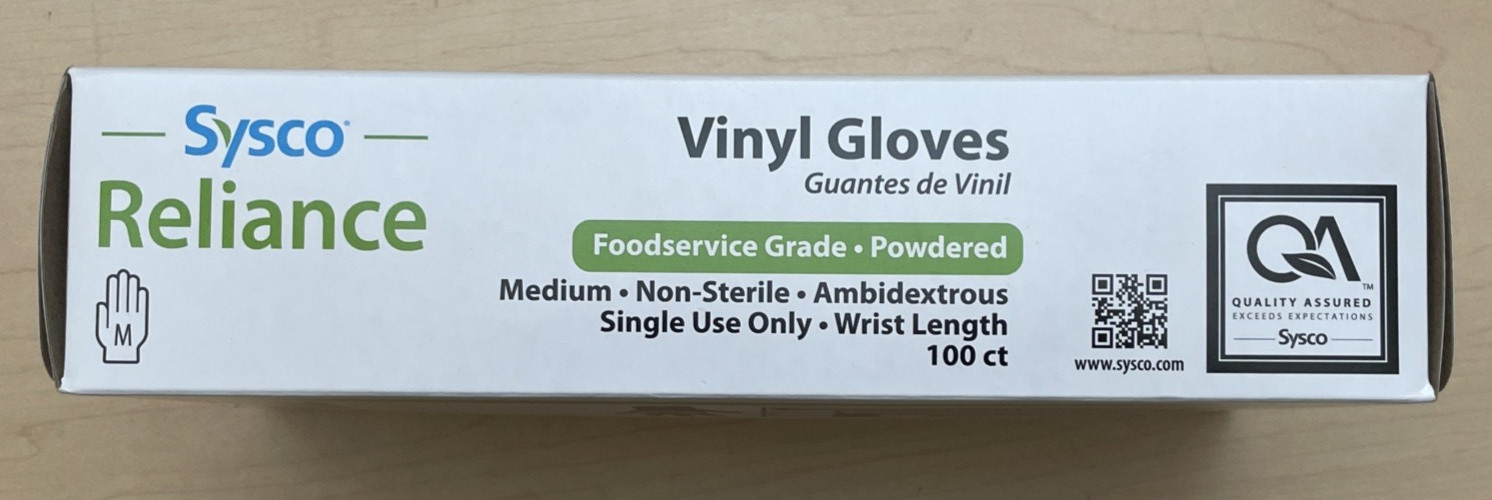 Sysco
Reliance
M
Vinyl Gloves
Guantes de Vinil
Foodservice Grade • Powdered
Medium • Non-Sterile • Ambidextrous
Single Use Only • Wrist Length
100 ct
www.sysco.com
QA™
QUALITY ASSURED
EXCEEDS EXPECTATIONS
Sysco